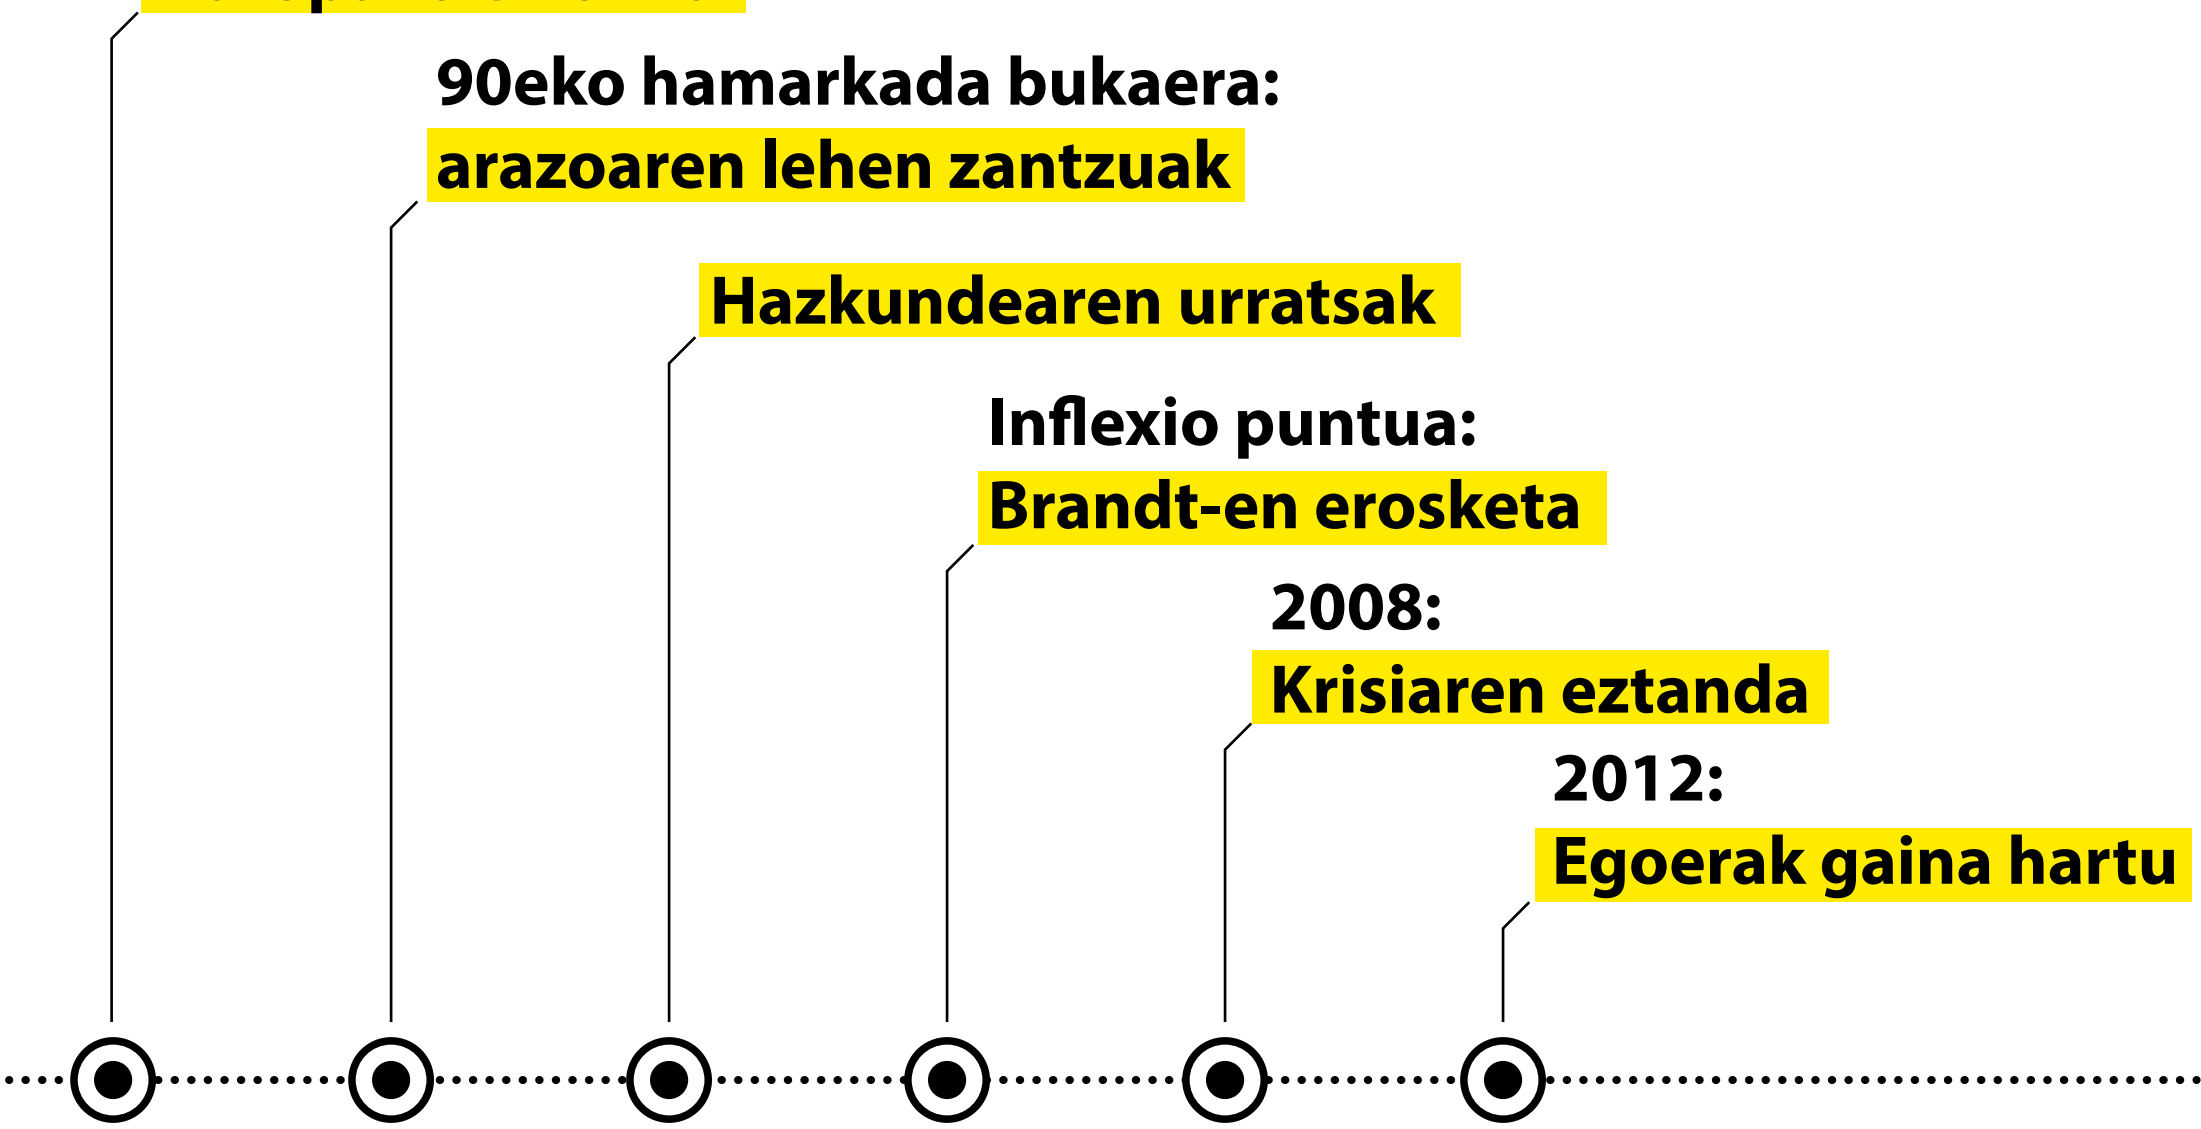 90eko hamarkada bukaera:
arazoaren lehen zantzuak
Hazkundearen urratsak
Inflexio puntua:
Brandt-en erosketa
2008:
Krisiaren eztanda
2012:
Egoerak gaina hartu